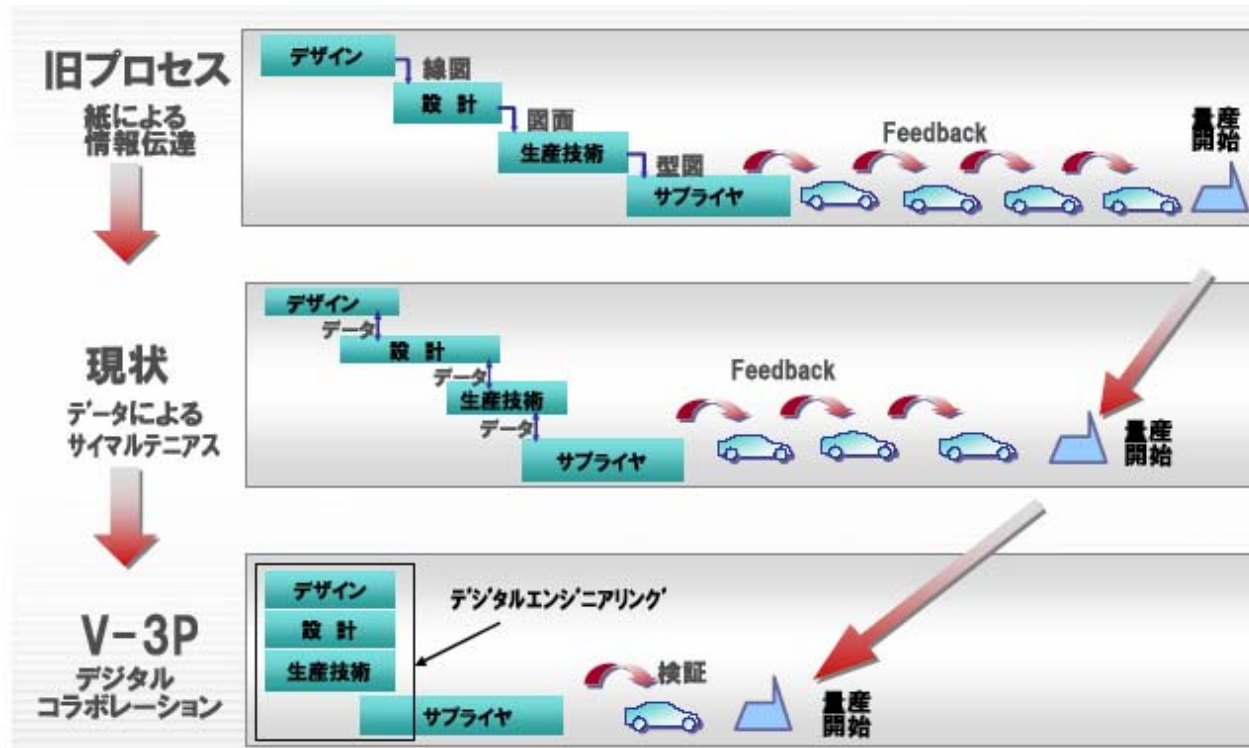 旧プロセス
紙による
情報伝達
デザイン
線図
設 計
図面
生産技術
型図
サプライヤ
Feedback
量産
開始
現状
データによる
サイマルテニアス
デザイン
データ
設 計
データ
生産技術
データ
サプライヤ
Feedback
量産
開始
V-3P
デジタル
コラボレーション
デザイン
設 計
生産技術
サプライヤ
デジタルエンジニアリング
検証
量産
開始